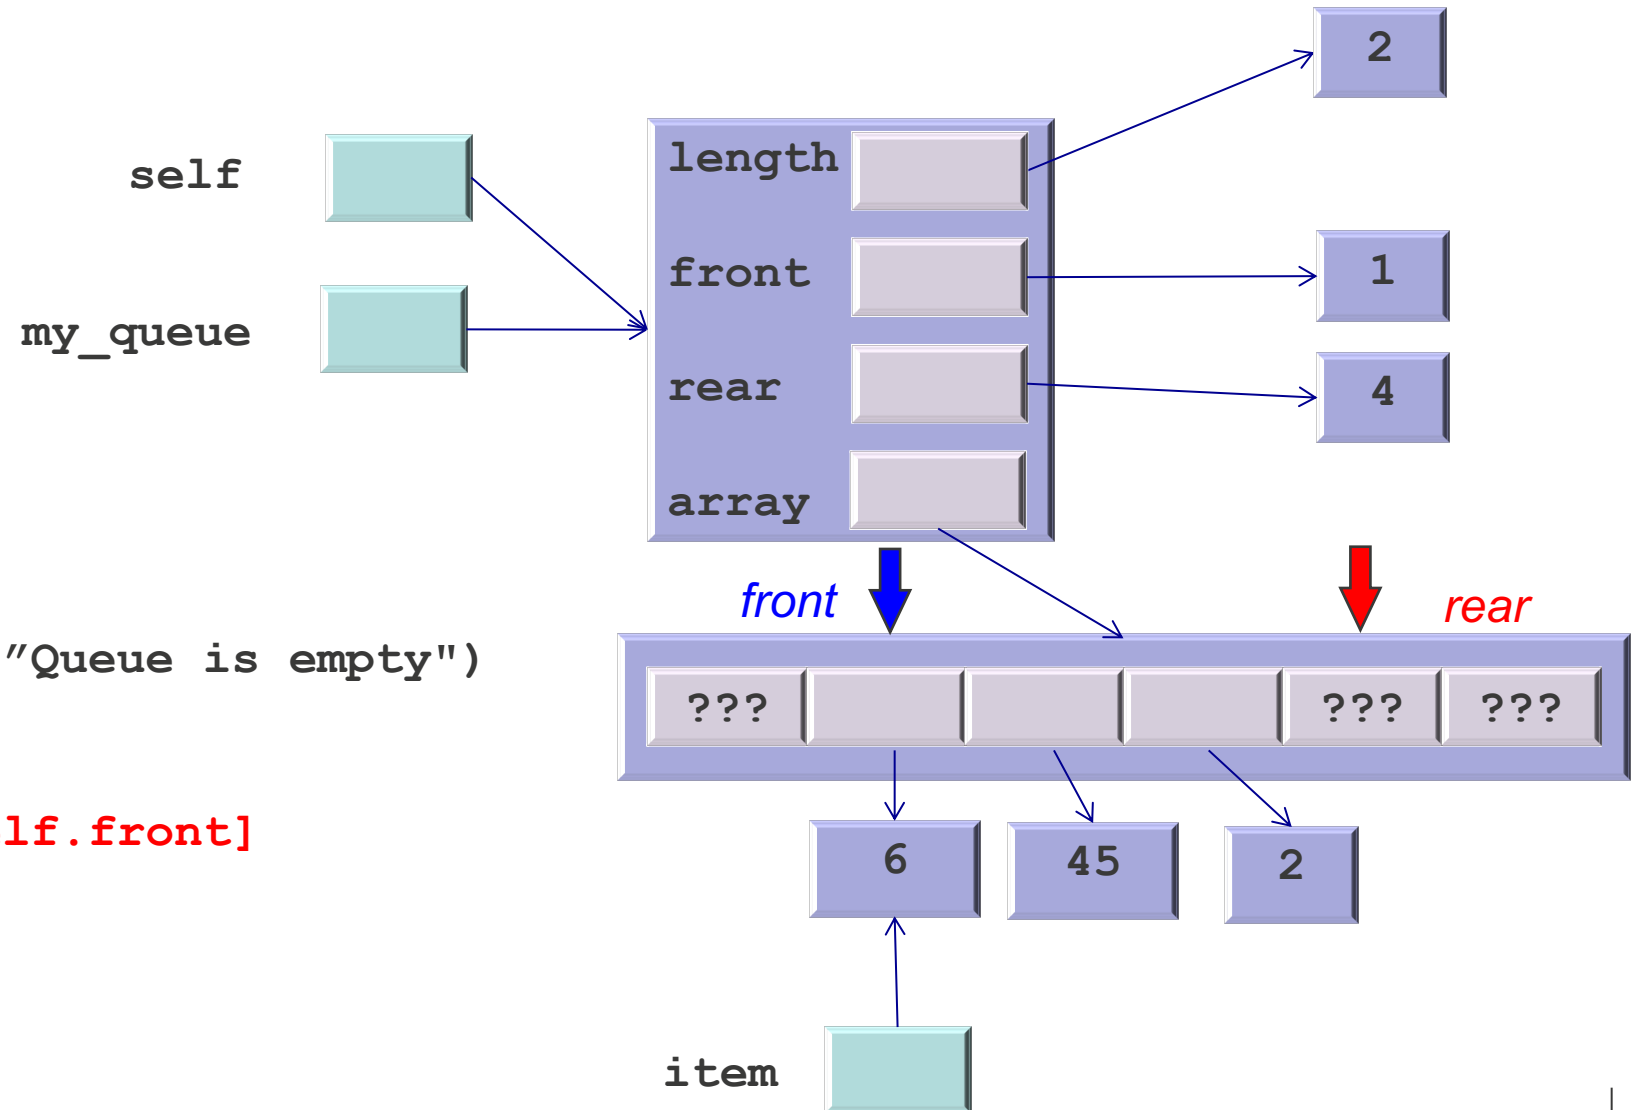 2
length
self
front
1
my_queue
rear
4
array
front
rear
”Queue is empty")
??? ??? ???
lf.front]
6 45 2
item